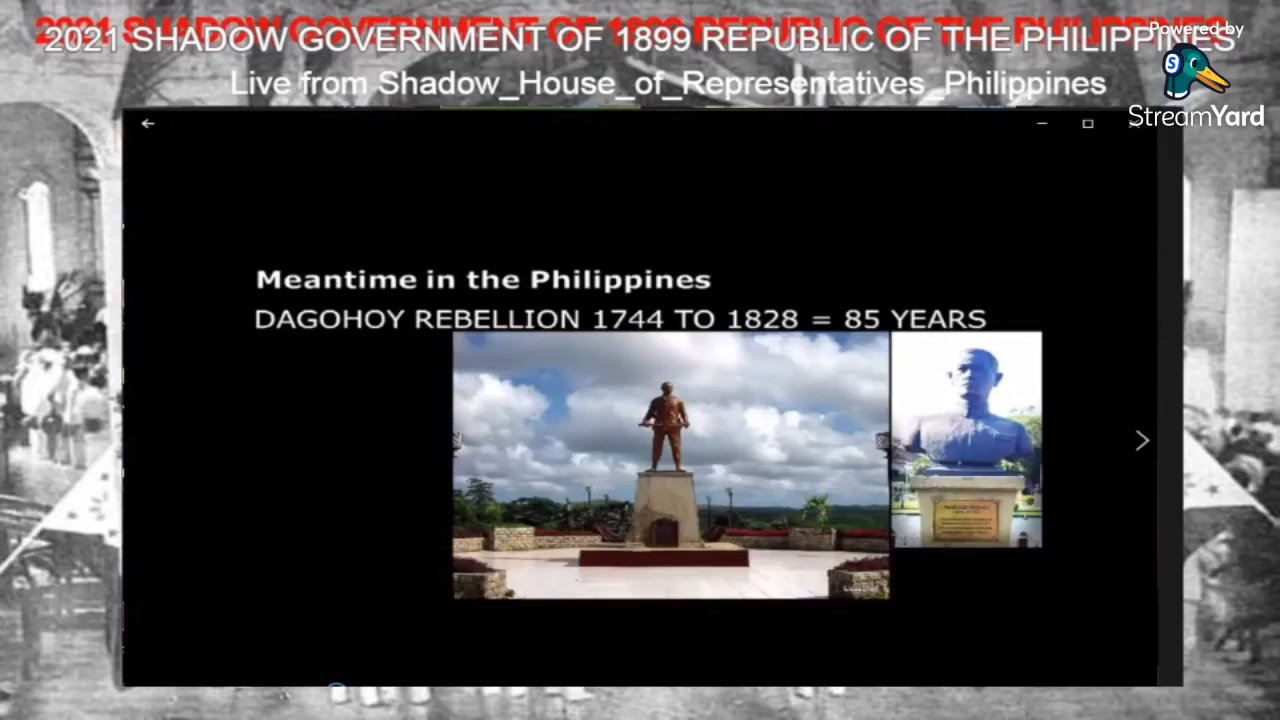 2021 SHADOW GOVERNMENT OF 1899 REPUBLIC OF THE PHILIPPINES
Powered by
Live from Shadow_House_of_Representatives_Philippines
StreamYard
Meantime in the Philippines
DAGOHOY REBELLION 1744 TO 1828 = 85 YEARS